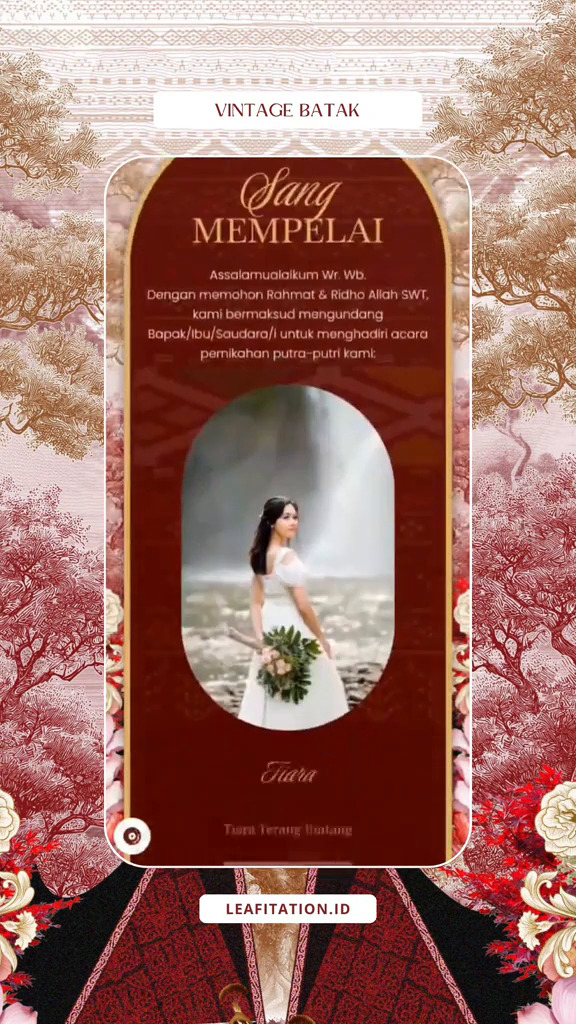 VINTAGE BATAK
Sang
MEMPELAI
Assalamualaikum Wr. Wb.
Dengan memohon Rahmat & Ridho Allah SWT,
kami bermaksud mengundang
Bapak/Ibu/Saudara/i untuk menghadiri acara
pernikahan putra-putri kami:
Tiara
Tiara Terang Bintang
LEAFITATION.ID